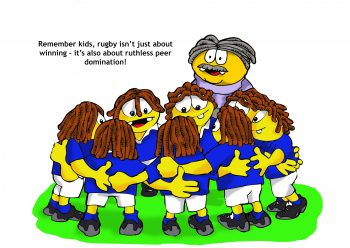 Remember kids, rugby isn't just about
winning – it's also about ruthless peer
domination!